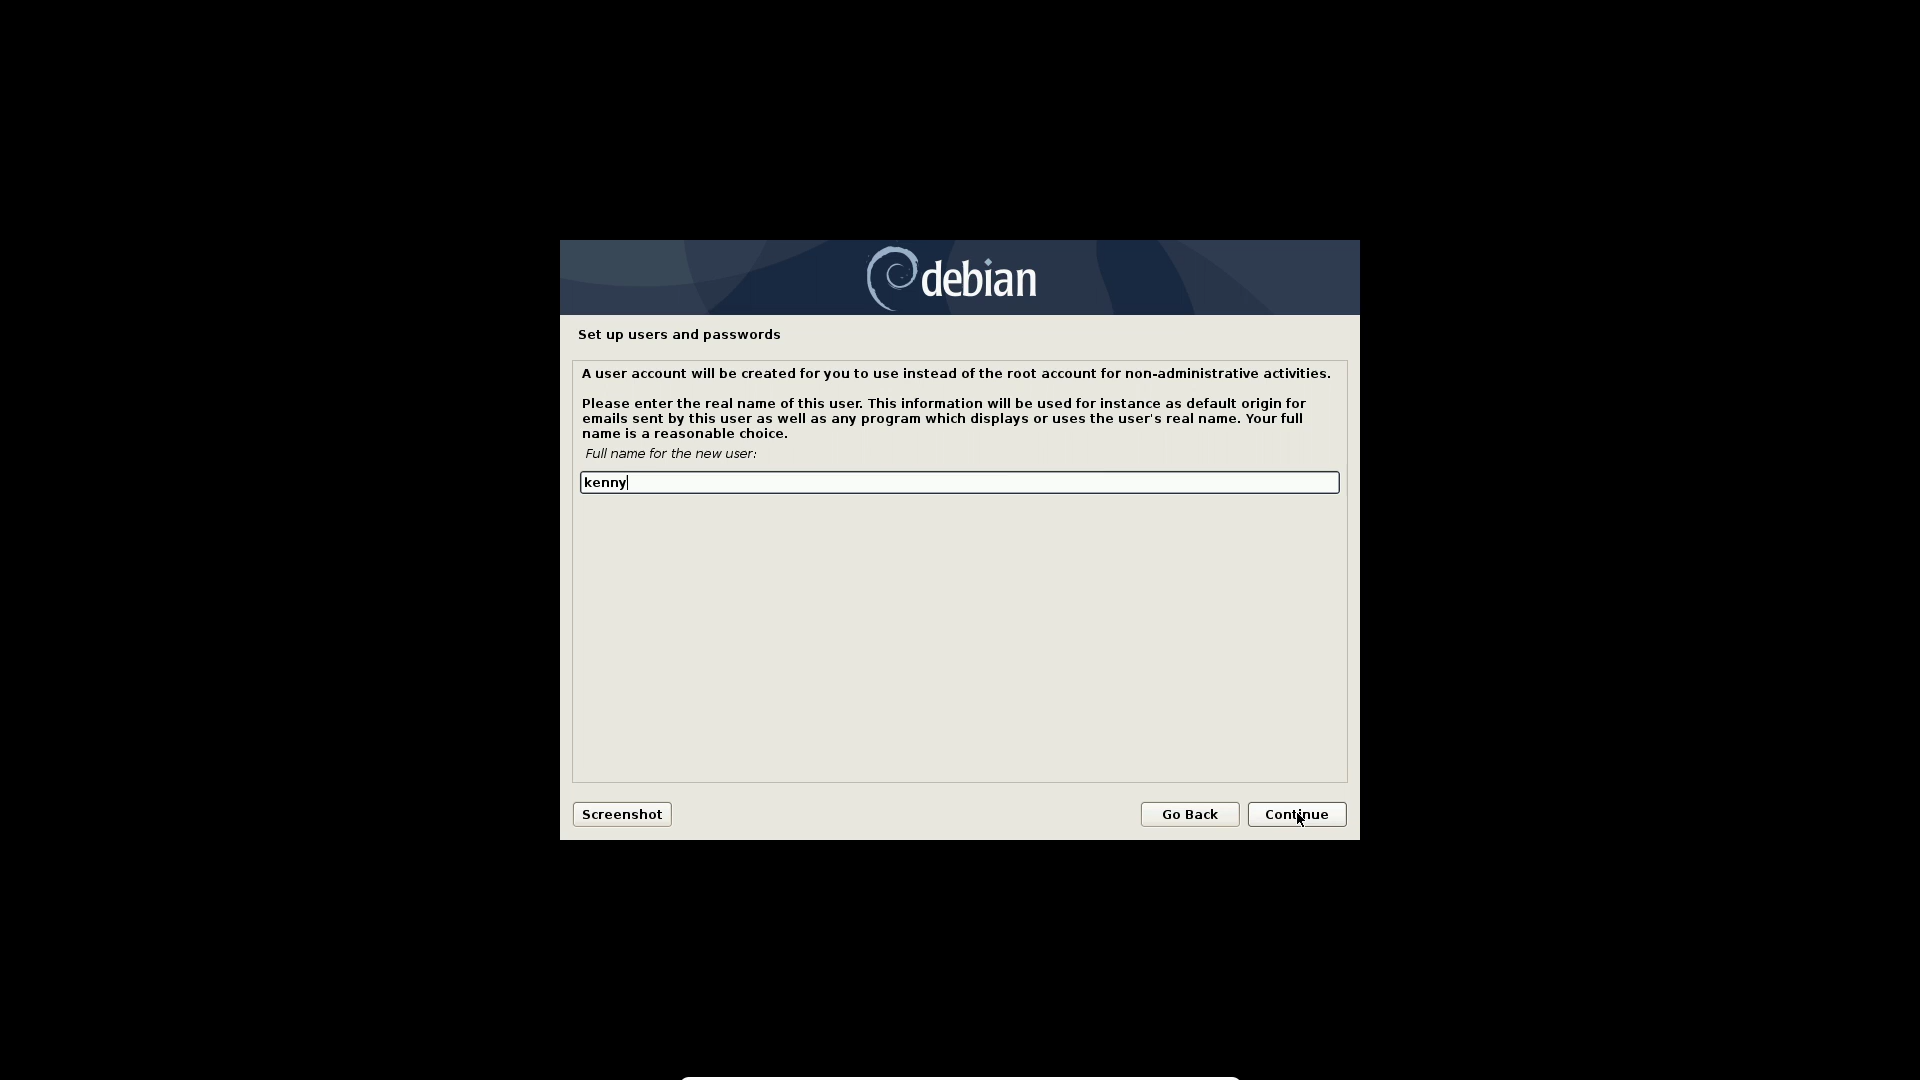 debian
Set up users and passwords
A user account will be created for you to use instead of the root account for non-administrative activities.
Please enter the real name of this user. This information will be used for instance as default origin for
emails sent by this user as well as any program which displays or uses the user's real name. Your full
name is a reasonable choice.
Full name for the new user:
kenny
Screenshot
Go Back
Continue